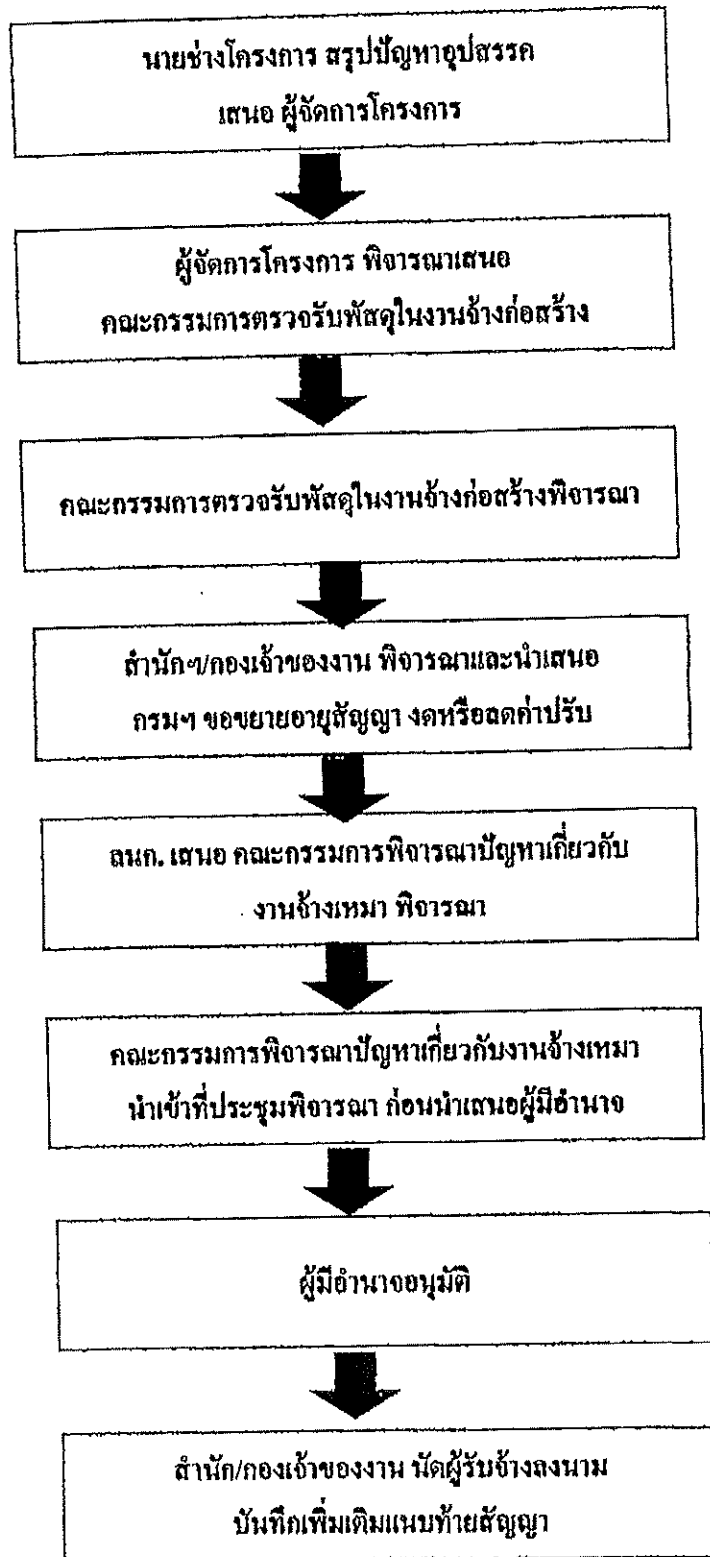 นายช่างโครงการ สรุปปัญหาอุปสรรค
เสนอ ผู้จัดการโครงการ
ผู้จัดการโครงการ พิจารณาเสนอ
คณะกรรมการตรวจรับพัสดุในงานจ้างก่อสร้าง
คณะกรรมการตรวจรับพัสดุในงานจ้างก่อสร้างพิจารณา
สำนักฯ/กองเจ้าของงาน พิจารณาและนำเสนอ
กรมฯ ขอขยายอายุสัญญา งดหรือลดค่าปรับ
ลนก. เสนอ คณะกรรมการพิจารณาปัญหาเกี่ยวกับ
งานจ้างเหมา พิจารณา
คณะกรรมการพิจารณาปัญหาเกี่ยวกับงานจ้างเหมา
นำเข้าที่ประชุมพิจารณา ก่อนนำเสนอผู้มีอำนาจ
ผู้มีอำนาจอนุมัติ
สำนัก/กองเจ้าของงาน นัดผู้รับจ้างลงนาม
บันทึกเพิ่มเติมแนบท้ายสัญญา